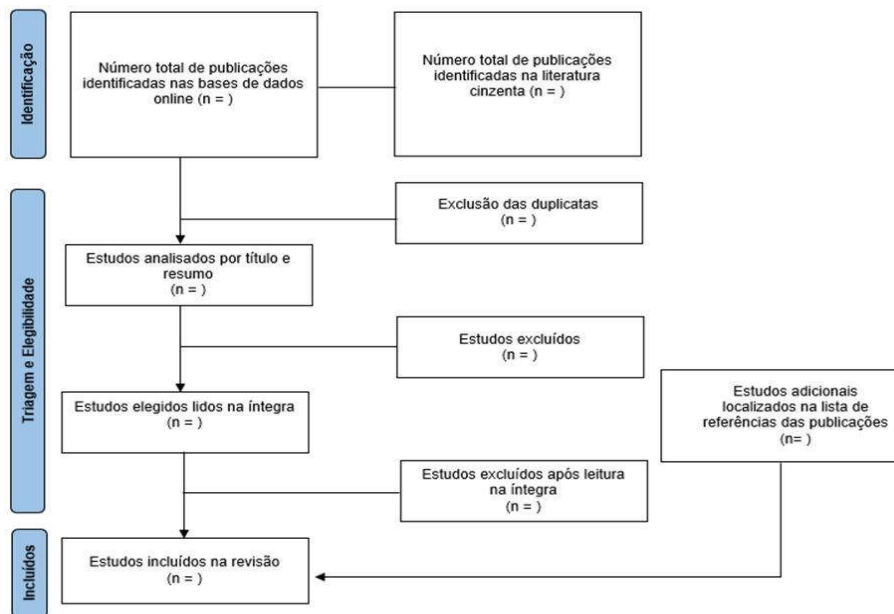 Identificação
Número total de publicações
identificadas nas bases de dados
online (n = )
Número total de publicações
identificadas na literatura
cinzenta (n = )
Triagem e Elegibilidade
Exclusão das duplicatas
(n = )
Estudos analisados por título e
resumo
(n = )
Estudos excluídos
(n = )
Estudos elegidos lidos na íntegra
(n = )
Estudos adicionais
localizados na lista de
referências das publicações
(n= )
Estudos excluídos após leitura
na íntegra
(n = )
Incluídos
Estudos incluídos na revisão
(n = )